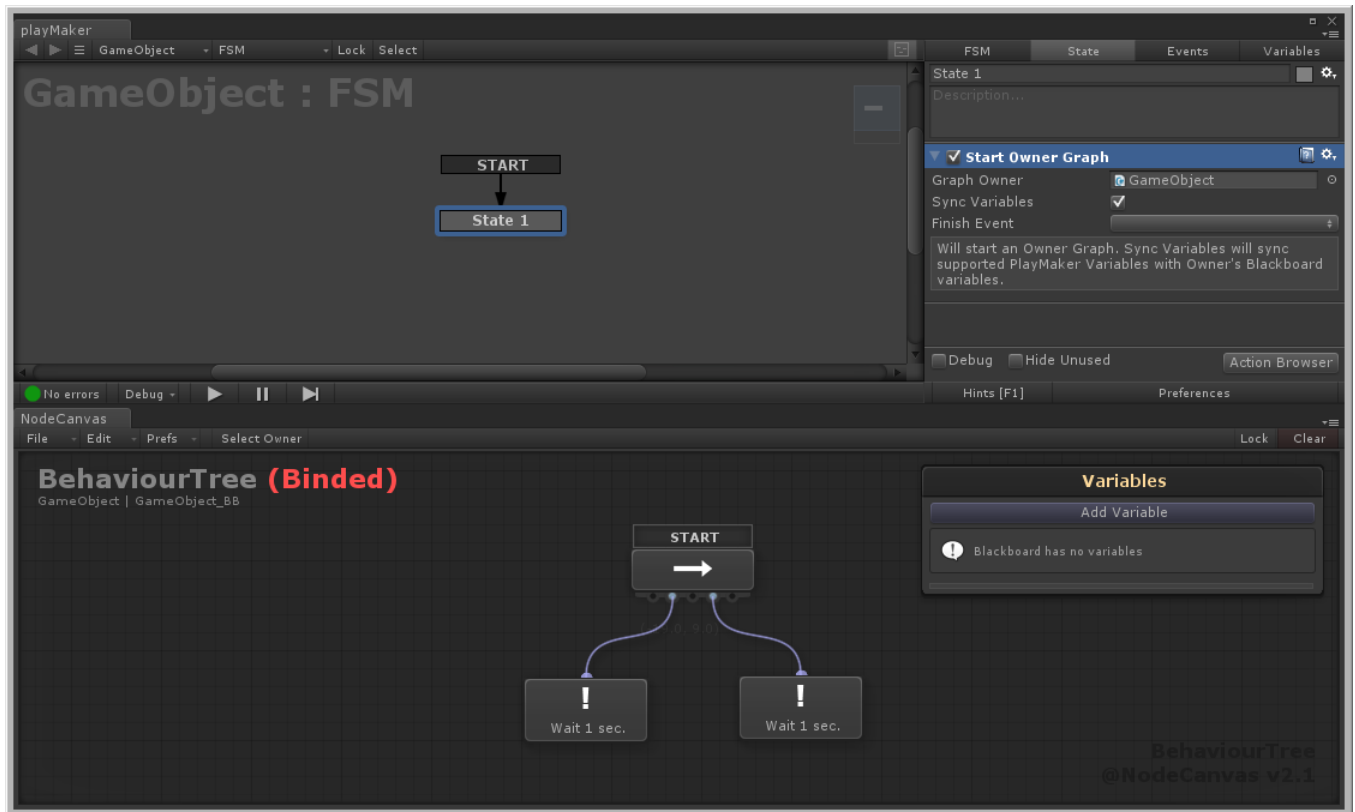 playMaker
GameObject FSM Lock Select
FSM State Events Variables
GameObject : FSM
START
State 1
State 1
Description...
Start Owner Graph
Graph Owner GameObject
Sync Variables
Finish Event
Will start an Owner Graph. Sync Variables will sync
supported PlayMaker Variables with Owner's Blackboard
variables.
Debug Hide Unused Action Browser
No errors Debug
Hints [F1] Preferences
NodeCanvas
File Edit Prefs Select Owner Lock Clear
BehaviourTree (Binded)
GameObject | GameObject_BB
START
Wait 1 sec.
Wait 1 sec.
Variables
Add Variable
Blackboard has no variables
BehaviourTree
@NodeCanvas v2.1